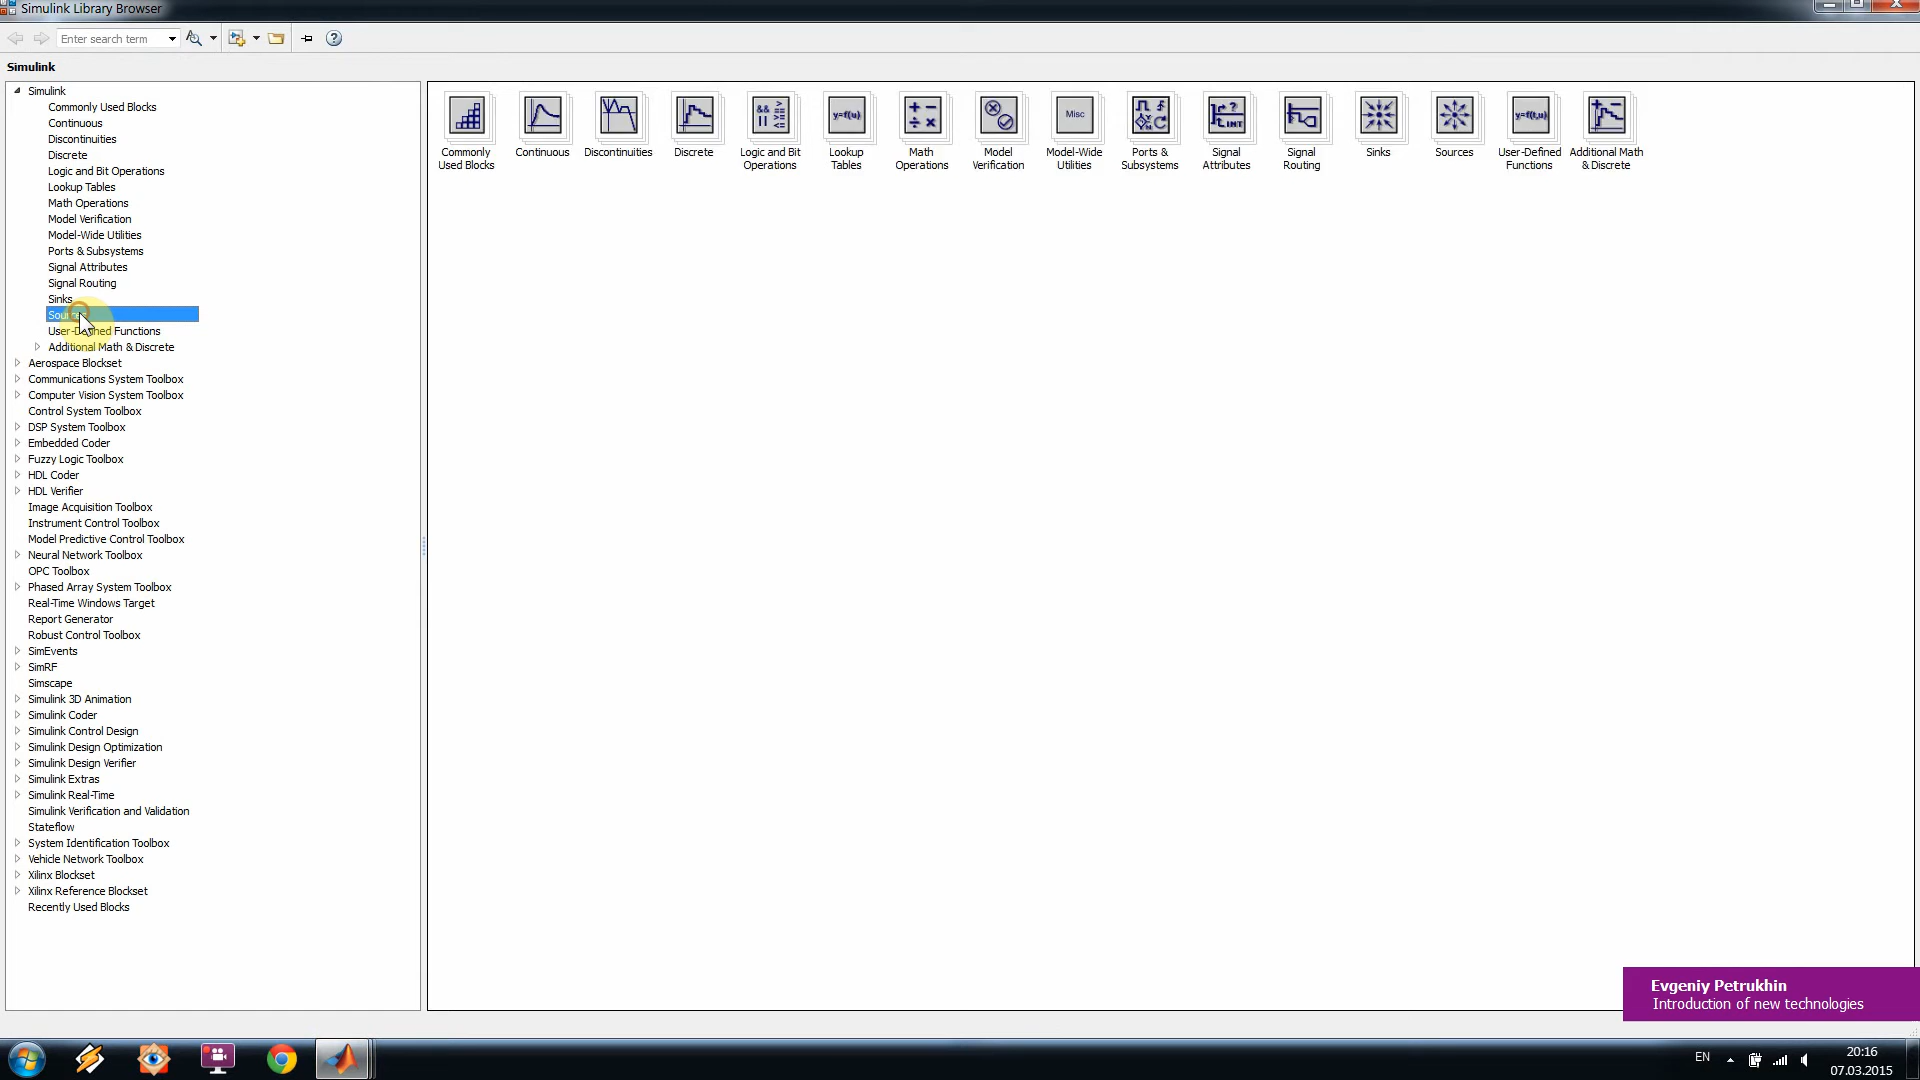 Simulink Library Browser
Enter search term
Simulink
Simulink
Commonly Used Blocks
Continuous
Discontinuities
Discrete
Logic and Bit Operations
Lookup Tables
Math Operations
Model Verification
Model-Wide Utilities
Ports & Subsystems
Signal Attributes
Signal Routing
Sinks
Sources
User-Defined Functions
Additional Math & Discrete
Aerospace Blockset
Communications System Toolbox
Computer Vision System Toolbox
Control System Toolbox
DSP System Toolbox
Embedded Coder
Fuzzy Logic Toolbox
HDL Coder
HDL Verifier
Image Acquisition Toolbox
Instrument Control Toolbox
Model Predictive Control Toolbox
Neural Network Toolbox
OPC Toolbox
Phased Array System Toolbox
Real-Time Windows Target
Report Generator
Robust Control Toolbox
SimEvents
SimRF
Simscape
Simulink 3D Animation
Simulink Coder
Simulink Control Design
Simulink Design Optimization
Simulink Design Verifier
Simulink Extras
Simulink Real-Time
Simulink Verification and Validation
Stateflow
System Identification Toolbox
Vehicle Network Toolbox
Xilinx Blockset
Xilinx Reference Blockset
Recently Used Blocks
Commonly
Used Blocks
Continuous
Discontinuities
Discrete
Logic and Bit
Operations
y=f(u)
Lookup
Tables
Math
Operations
Model
Verification
Misc
Model-Wide
Utilities
Ports &
Subsystems
Signal
Attributes
Signal
Routing
Sinks
Sources
y=f(t,u)
User-Defined
Functions
Additional Math
& Discrete
Evgeniy Petrukhin
Introduction of new technologies
EN
20:16
07.03.2015